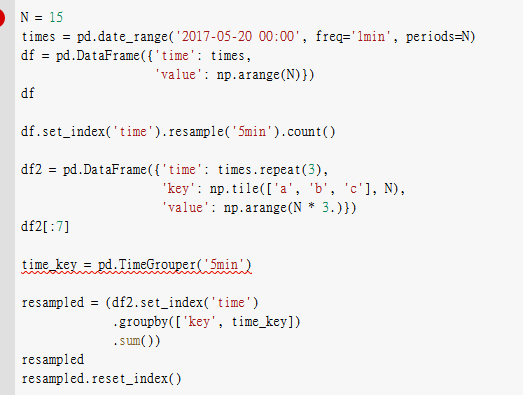 N = 15
times = pd.date_range('2017-05-20 00:00', freq='1min', periods=N)
df = pd.DataFrame({'time': times,
                   'value': np.arange(N)})
df

df.set_index('time').resample('5min').count()

df2 = pd.DataFrame({'time': times.repeat(3),
                    'key': np.tile(['a', 'b', 'c'], N),
                    'value': np.arange(N * 3.)})
df2[:7]

time_key = pd.TimeGrouper('5min')

resampled = (df2.set_index('time')
             .groupby(['key', time_key])
             .sum())
resampled
resampled.reset_index()